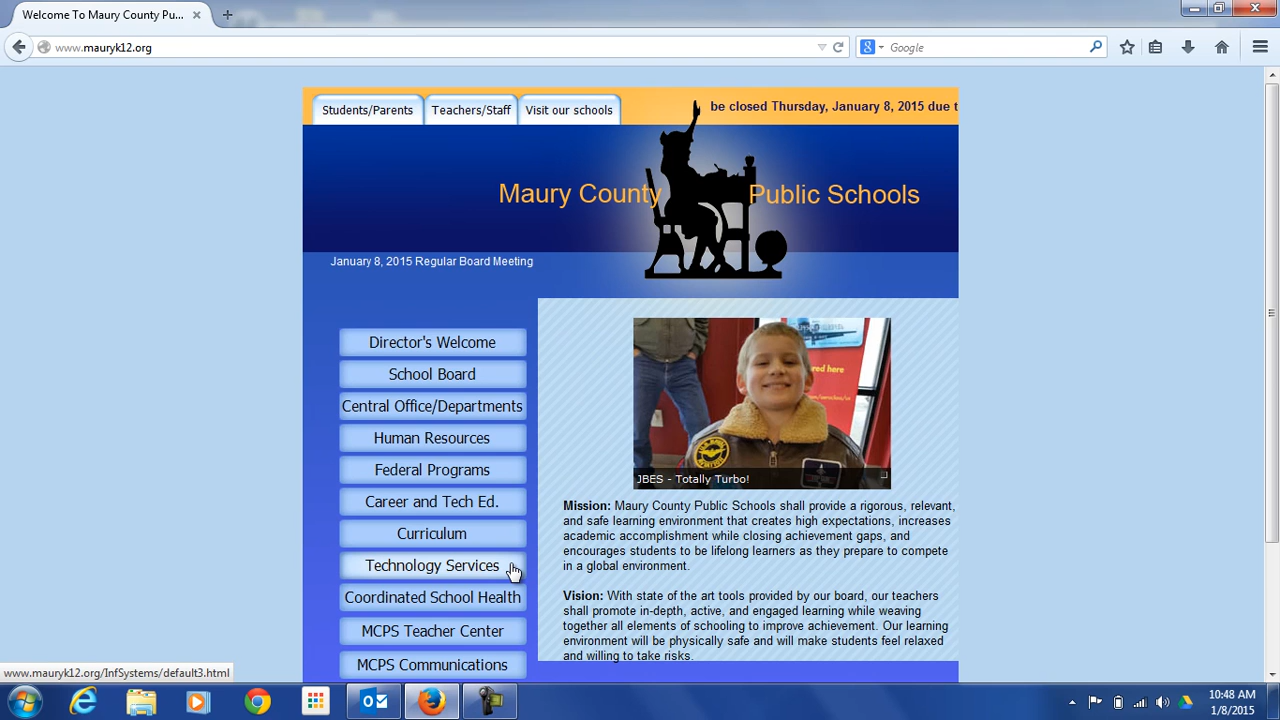 Welcome To Maury County Pu...
www.mauryk12.org
Google
Students/Parents
Teachers/Staff
Visit our schools
be closed Thursday, January 8, 2015 due t
Maury County
Public Schools
January 8, 2015 Regular Board Meeting
Director's Welcome
School Board
Central Office/Departments
Human Resources
Federal Programs
Career and Tech Ed.
Curriculum
Technology Services
Coordinated School Health
MCPS Teacher Center
MCPS Communications
JBES - Totally Turbo!
Mission: Maury County Public Schools shall provide a rigorous, relevant,
and safe learning environment that creates high expectations, increases
academic accomplishment while closing achievement gaps, and
encourages students to be lifelong learners as they prepare to compete
in a global environment.
Vision: With state of the art tools provided by our board, our teachers
shall promote in-depth, active, and engaged learning while weaving
together all elements of schooling to improve achievement. Our learning
environment will be physically safe and will make students feel relaxed
and willing to take risks.
www.mauryk12.org/InfSystems/default3.html
10:48 AM
1/8/2015